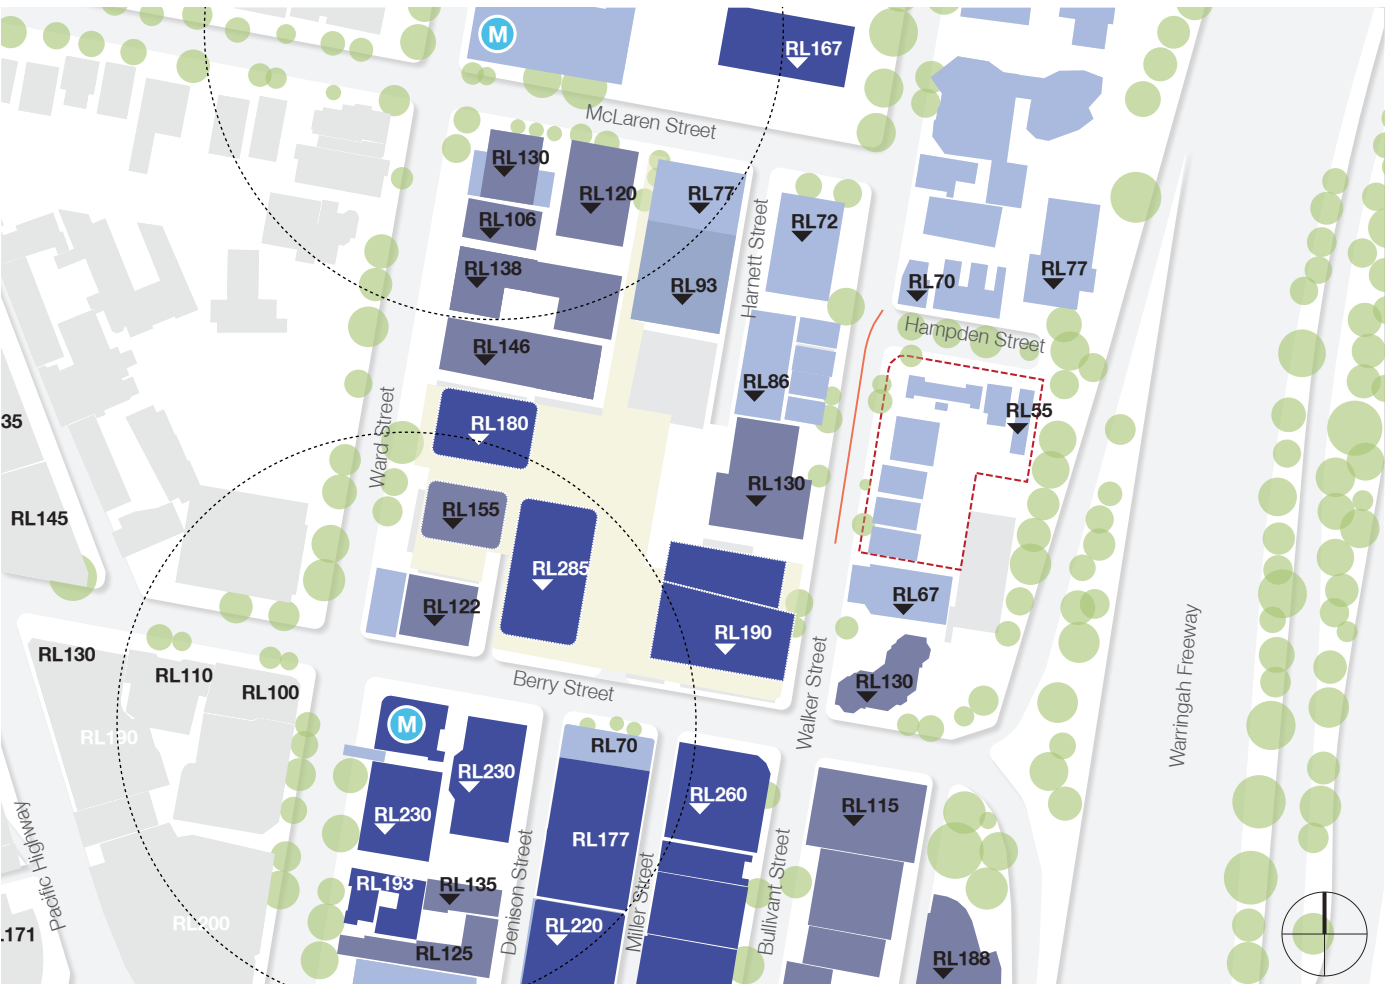 M
RL167
McLaren Street
RL130
RL120
RL77
RL106
RL72
RL138
RL93
Harnett Street
RL70
RL77
Hampden Street
RL146
RL86
RL55
35
RL180
Ward Street
RL145
RL155
RL130
RL285
RL122
RL67
RL190
RL130
RL110
RL100
RL130
Berry Street
Walker Street
Warringah Freeway
RL190
M
RL70
RL230
RL230
RL260
RL115
RL177
Pacific Highway
RL193
RL135
Denison Street
Miller Street
Bullivant Street
RL200
RL220
.171
RL125
RL188